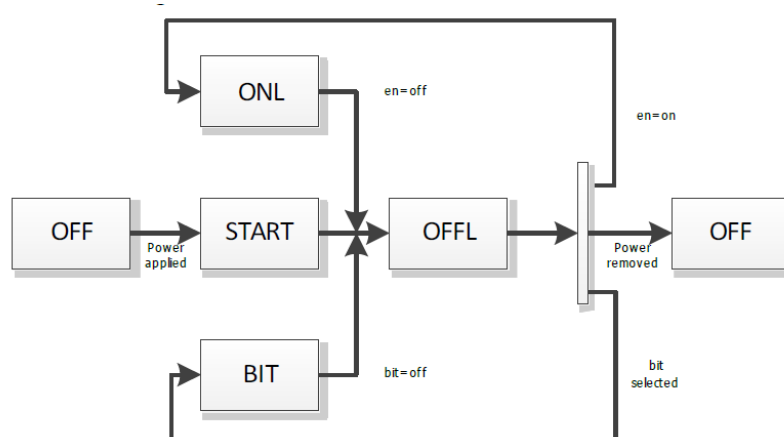 ONL
en=off
en=on
OFF
Power
applied
START
OFFL
Power
removed
OFF
BIT
bit=off
bit
selected